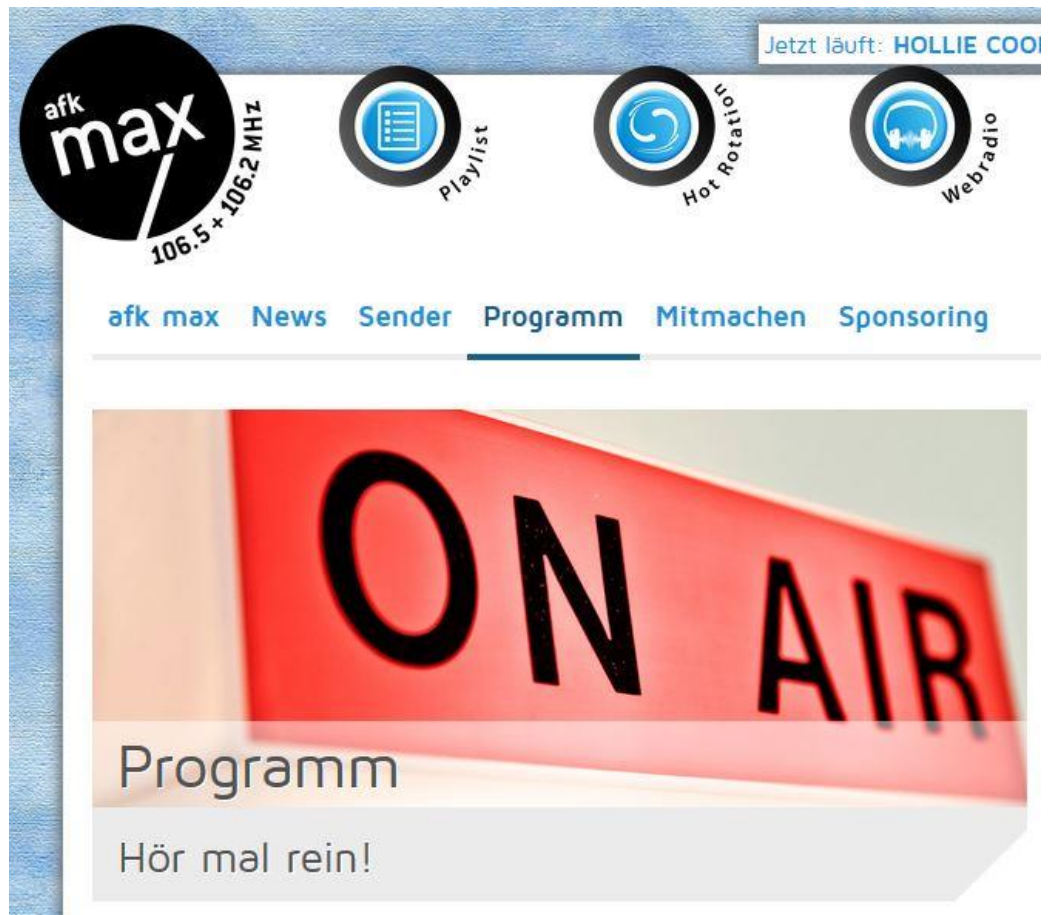 Jetzt läuft: HOLLIE
afk
max
106.5 + 106.2 MHz
Playlist
Hot Rotation
Webradio
afk max News Sender Programm Mitmachen Sponsoring
ON AIR
Programm
Hör mal rein!